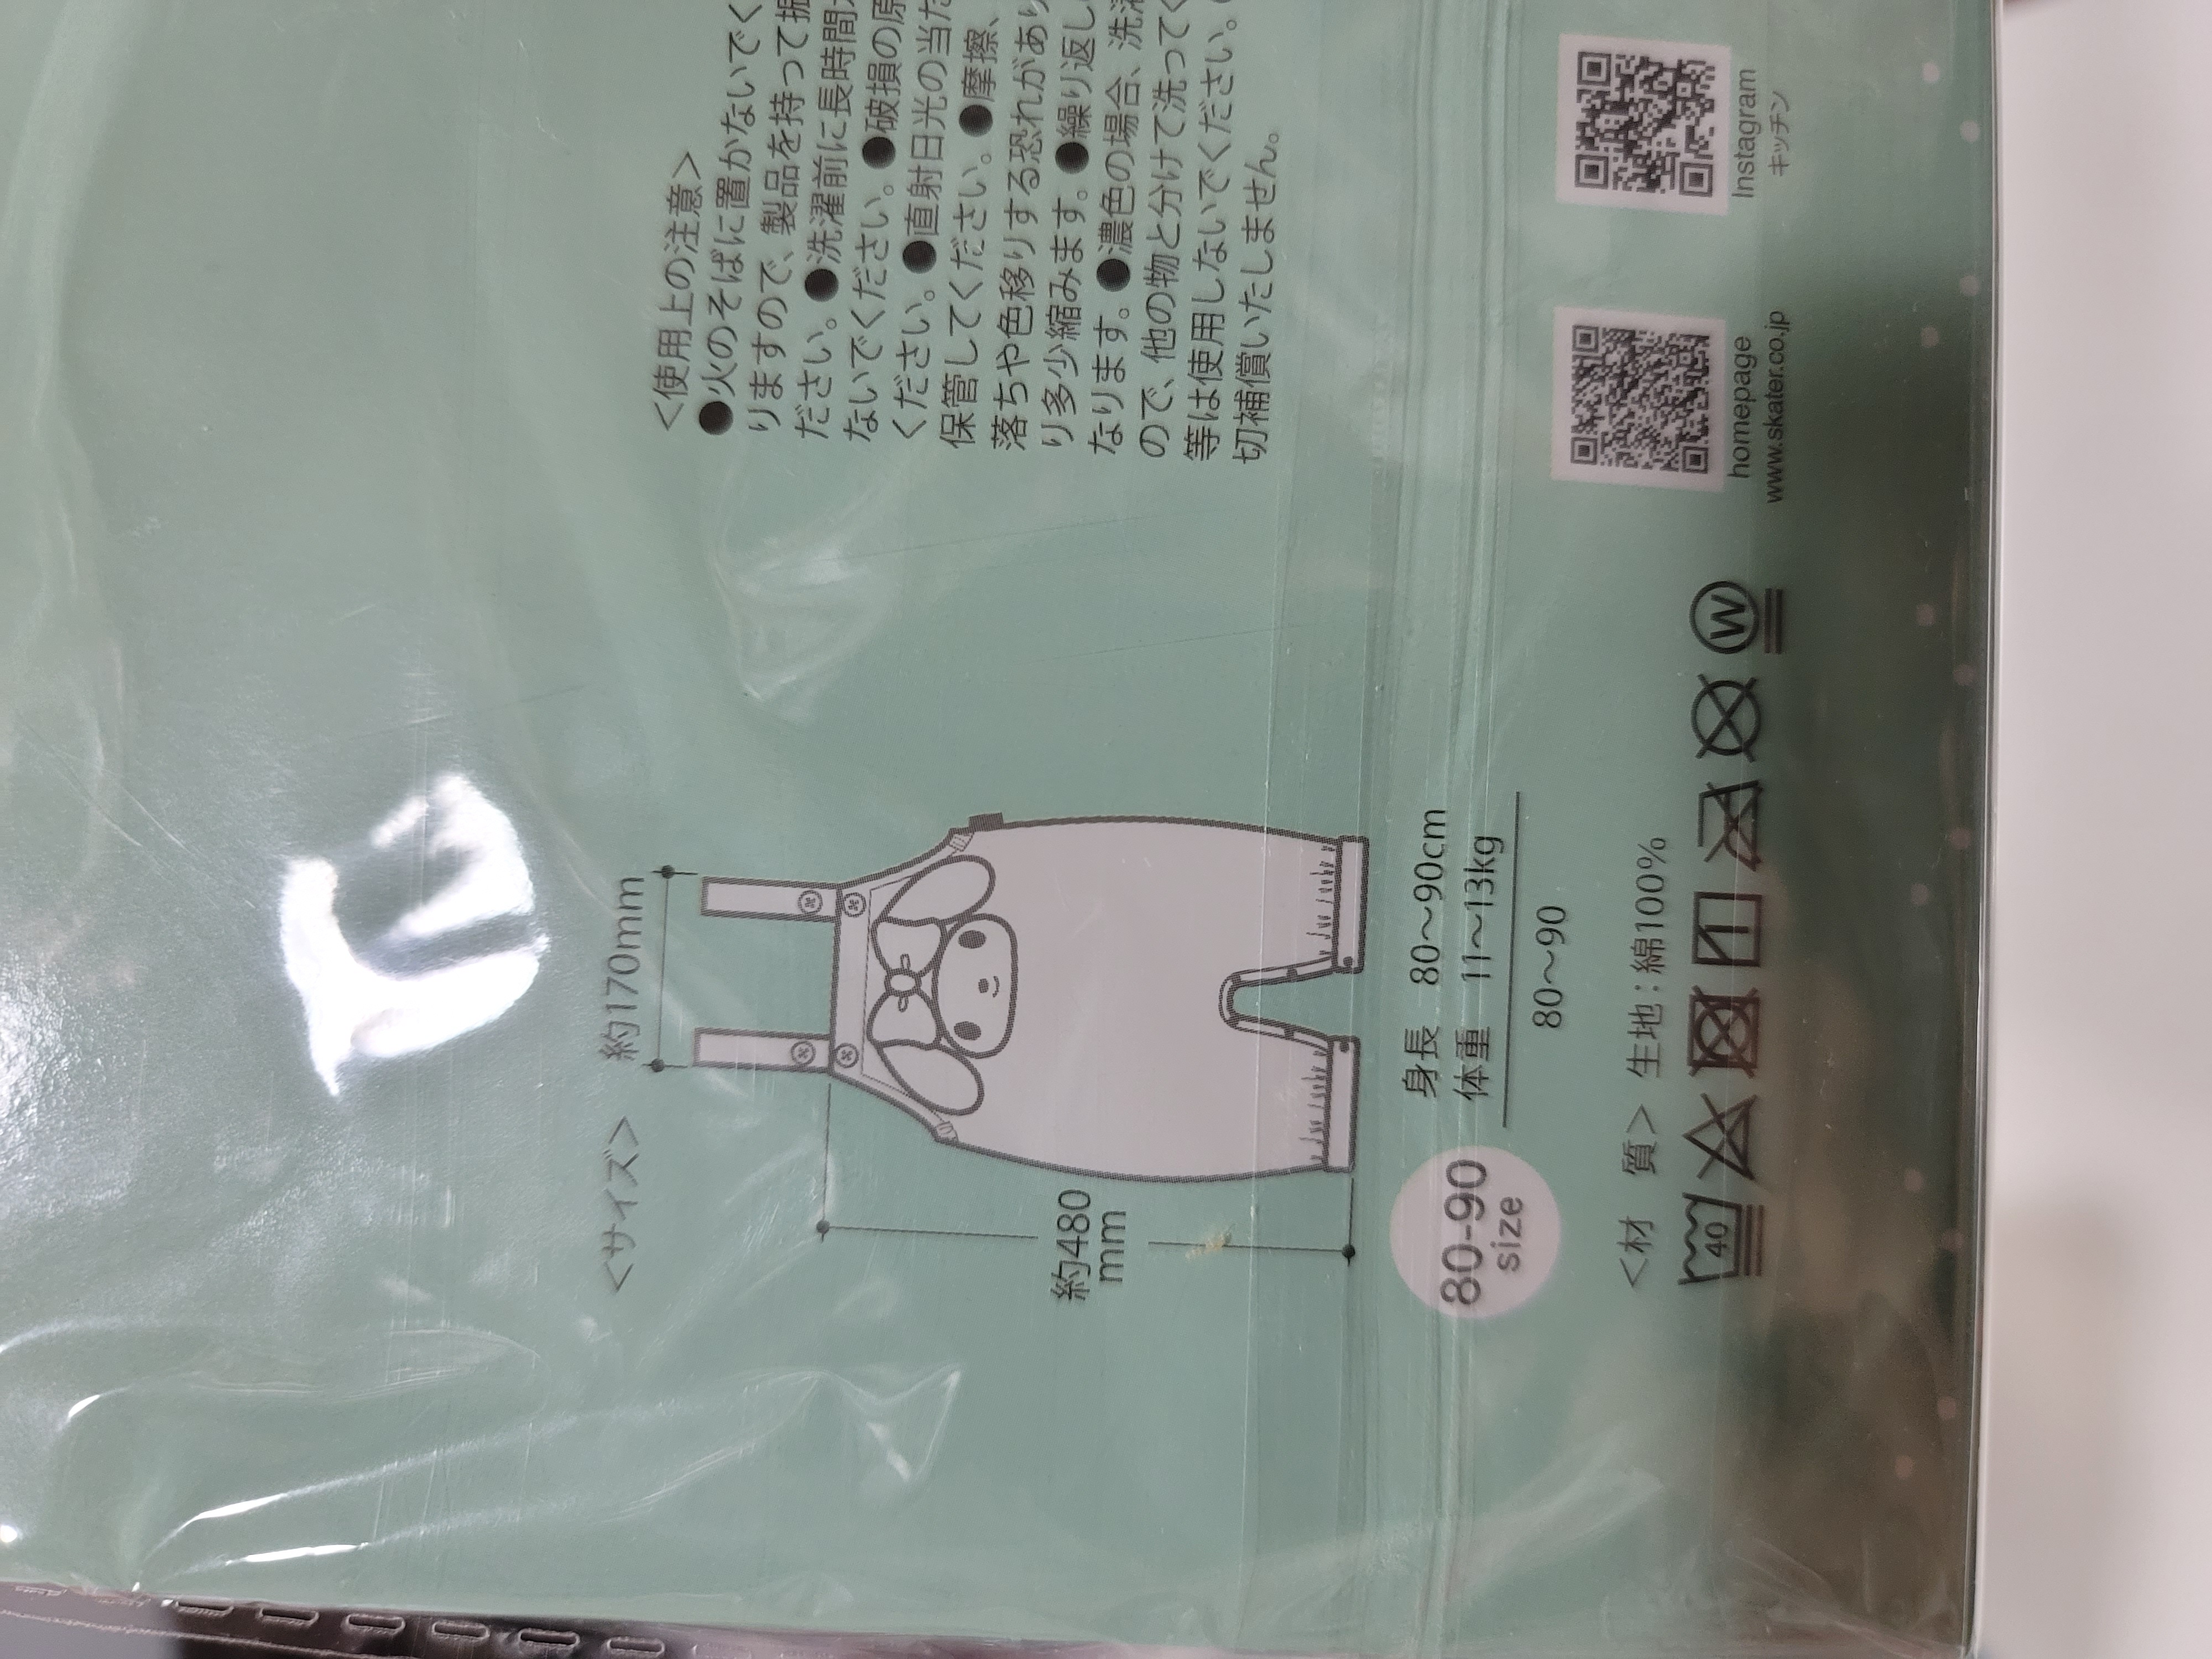 <サイズ>
約170mm
約480
mm
80-90
size
身長 80～90cm
体重 11～13kg
80～90
<材 質> 生地：綿100%
40
W
<使用上の注意>
●火のそばに置かないでく
りますので、製品を持って振
ださい。●洗濯前に長時間
ないでください。●破損の原
ください。●直射日光の当た
保管してください。●摩擦、
落ちや色移りする恐れがあり
り多少縮みます。●繰り返し
なります。●濃色の場合、洗濯
ので、他の物と分けて洗ってく
等は使用しないでください。
切補償いたしません。
homepage
www.skater.co.jp
Instagram
キッチン